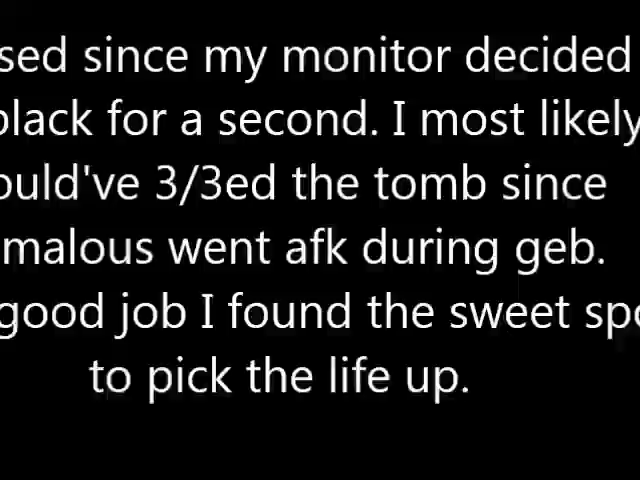 sed since my monitor decided
black for a second. I most likely
ould've 3/3ed the tomb since
malous went afk during geb.
good job I found the sweet spo
to pick the life up.